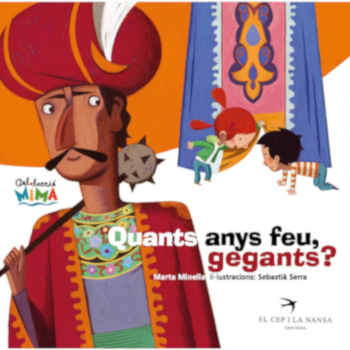 Col·lecció
MIMA
Quants anys feu,
gegants?
Marta Minella Il·lustracions: Sebastià Serra
EL CEP I LA NANSA
EDICIONS